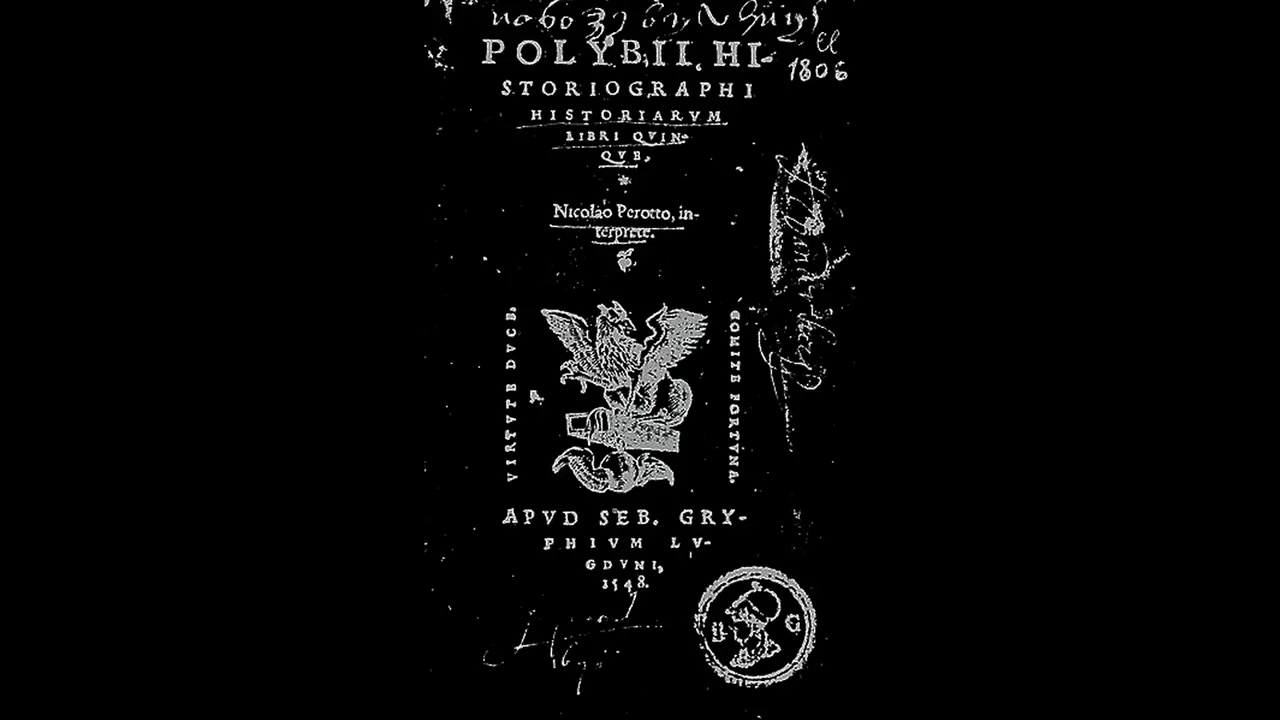 POLYBII, HI-
STORIOGRAPHI
HISTORIARVM
LIBRI QVIN-
QVE.
Nicolao Perotto, in-
terprete.
VIRTVTE DVCE,
COMITE FORTVNA.
APVD SEB. GRY-
PHIVM LV-
GDVNI,
1548.
1806
G